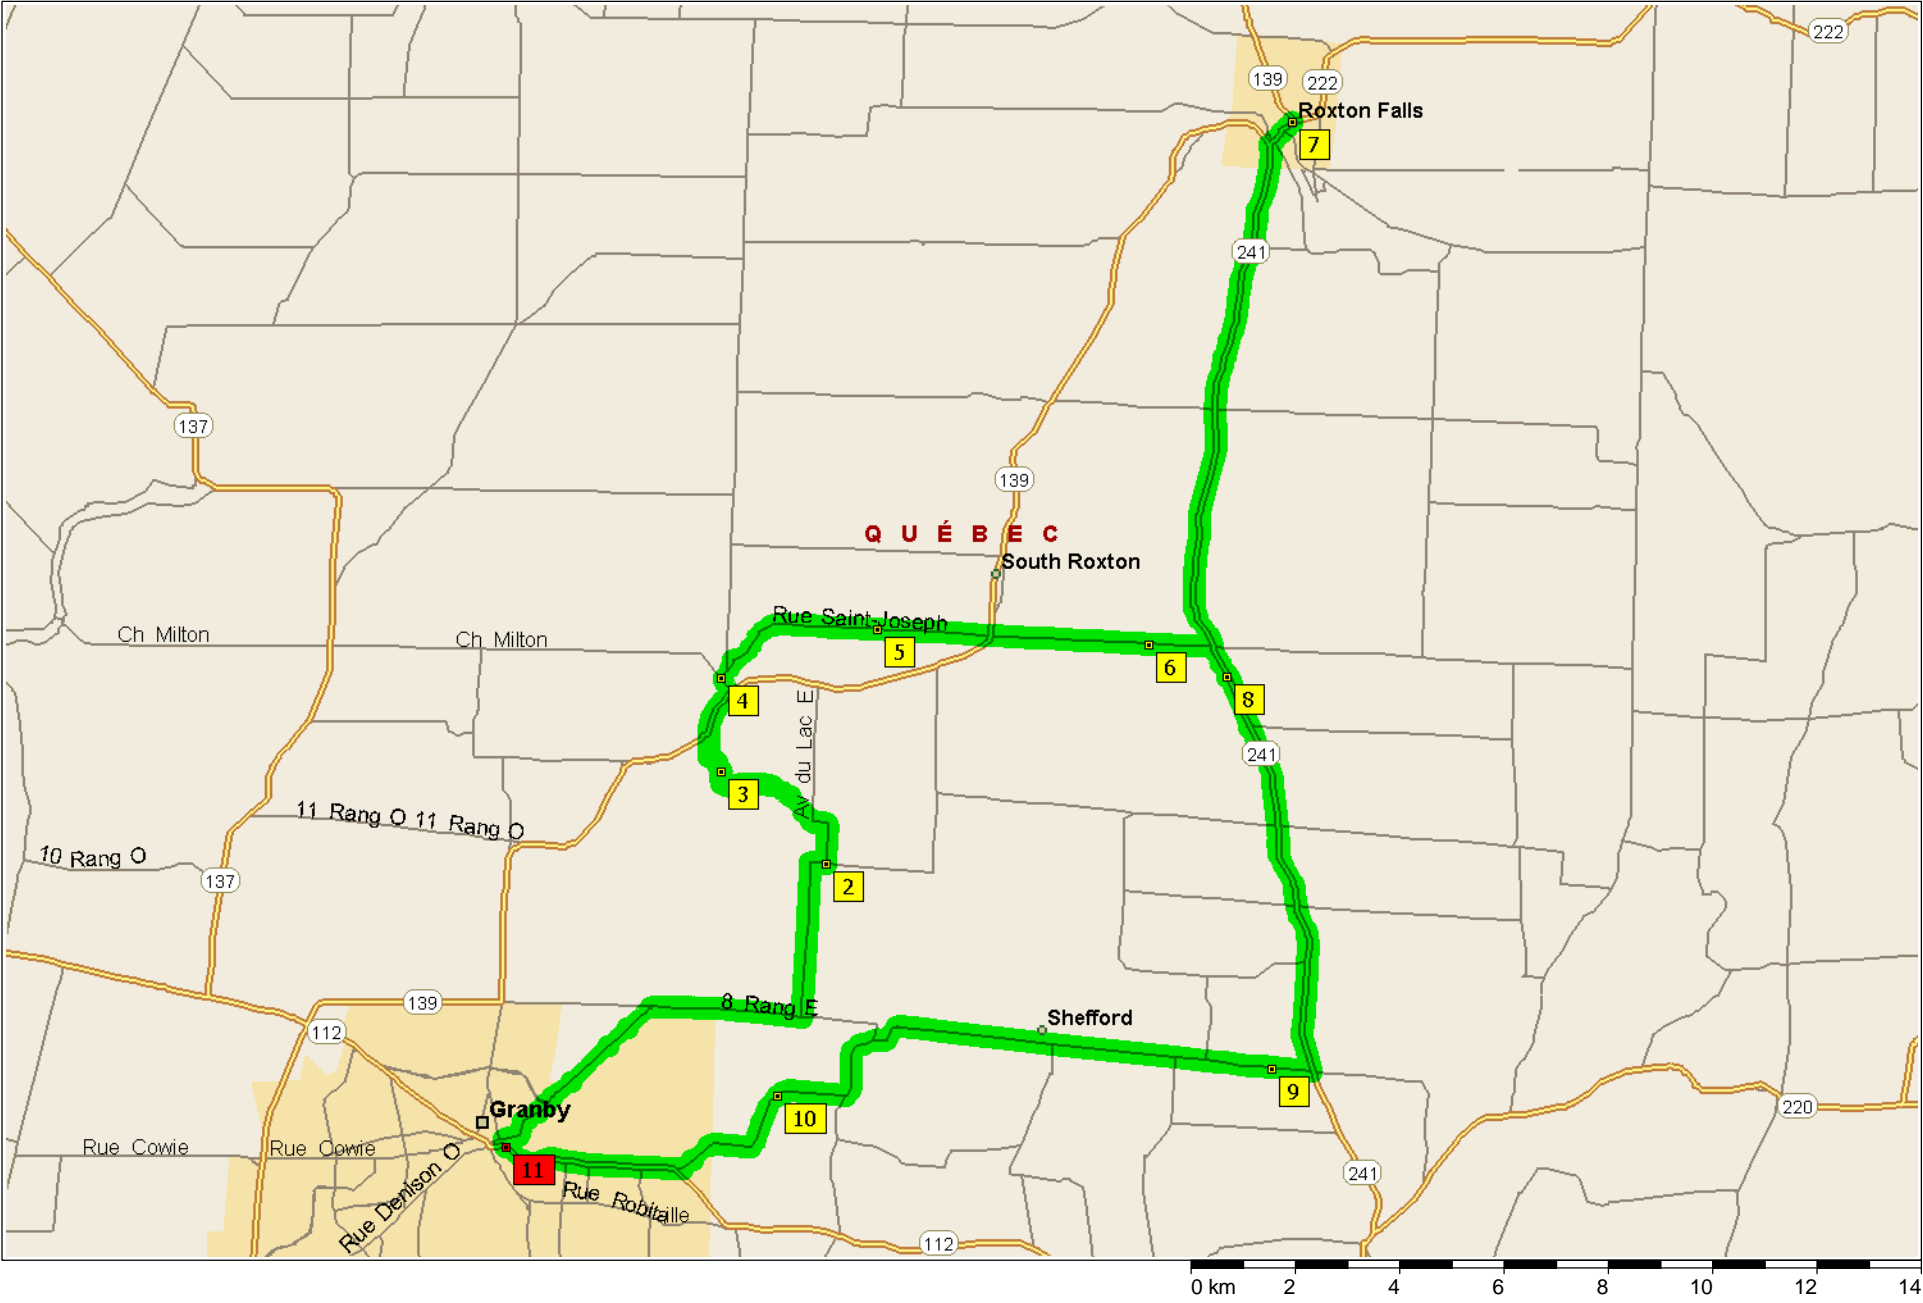 222
139
222
Roxton Falls
7
241
137
139
QUÉBEC
South Roxton
Rue Saint-Joseph
Ch Milton
Ch Milton
5
6
4
8
Av du Lac E
241
3
11 Rang O 11 Rang O
10 Rang O
137
2
139
8 Rang E
112
Shefford
9
10
Granby
220
Rue Cowie
Rue Cowie
Rue Denison O
11
Rue Robitaille
241
112
0 km 2 4 6 8 10 12 14